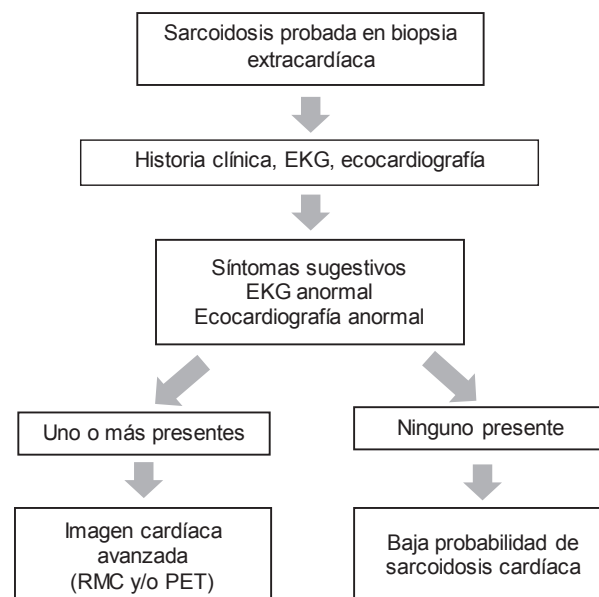 Sarcoidosis probada en biopsia
extracardíaca
Historia clínica, EKG, ecocardiografía
Síntomas sugestivos
EKG anormal
Ecocardiografía anormal
Uno o más presentes
Ninguno presente
Imagen cardíaca
avanzada
(RMC y/o PET)
Baja probabilidad de
sarcoidosis cardíaca